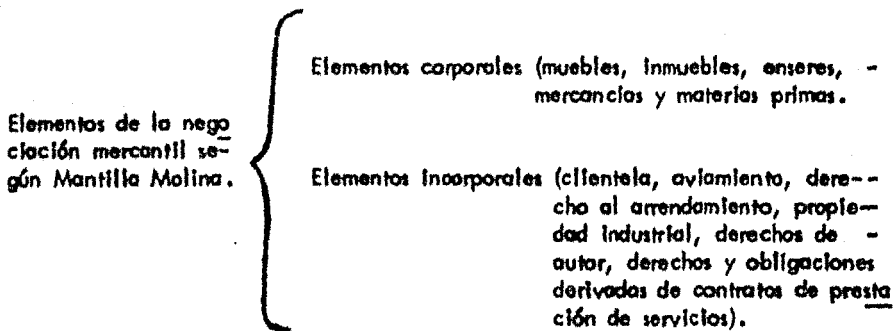 Elementos de la nego
ciación mercantil se-
gún Mantilla Molina.
Elementos corporales (muebles, inmuebles, enseres, -
mercancías y materias primas.
Elementos incorporales (clientela, aviamiento, dere--
cho al arrendamiento, propie—
dad industrial, derechos de -
autor, derechos y obligaciones
derivadas de contratos de presta
ción de servicios).